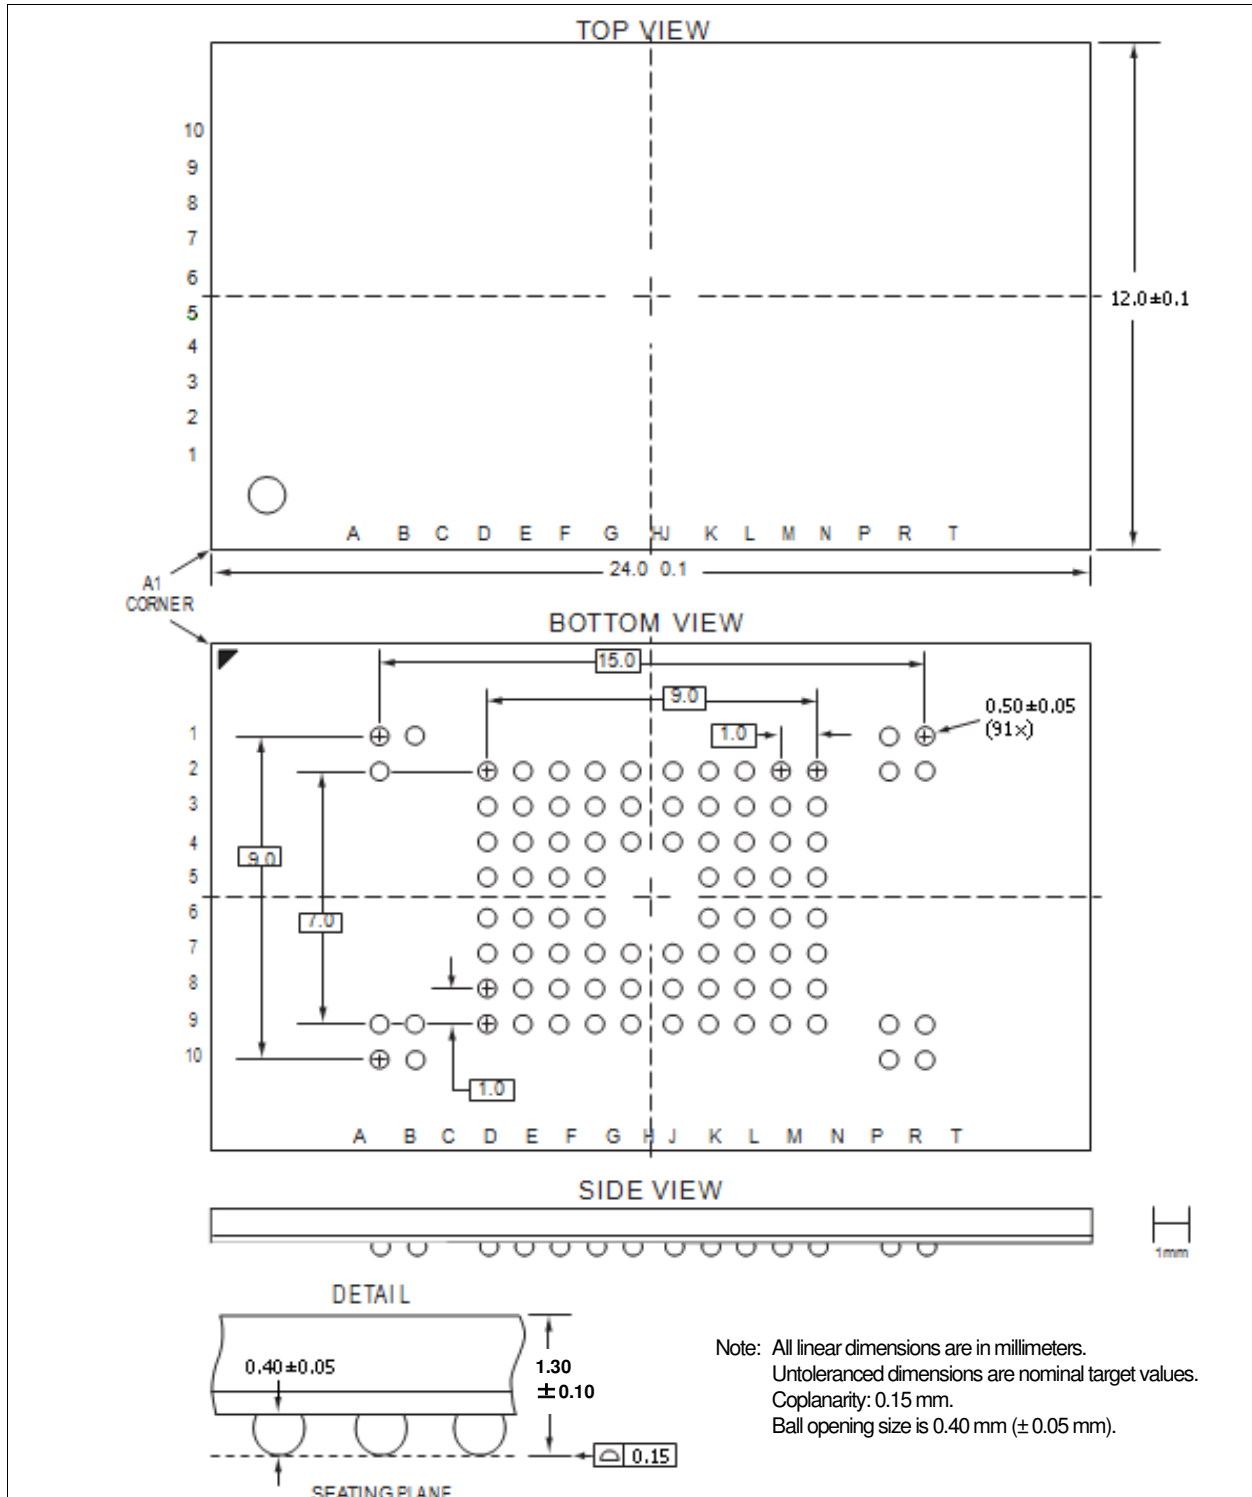 TOP VIEW
10
9
8
7
6
5
4
3
2
1
12.0±0.1
A B C D E F G HJ K L M N P R T
24.0 0.1
A1
CORNER
BOTTOM VIEW
15.0
9.0
0.50±0.05
(91×)
1.0
1
2
3
4
5
6
7
8
9
10
9.0
7.0
1.0
A B C D E F G H J K L M N P R T
SIDE VIEW
1mm
DETAIL
0.40±0.05
1.30
±0.10
0.15
SEATING PLANE
Note: All linear dimensions are in millimeters.
Untoleranced dimensions are nominal target values.
Coplanarity: 0.15 mm.
Ball opening size is 0.40 mm (± 0.05 mm).